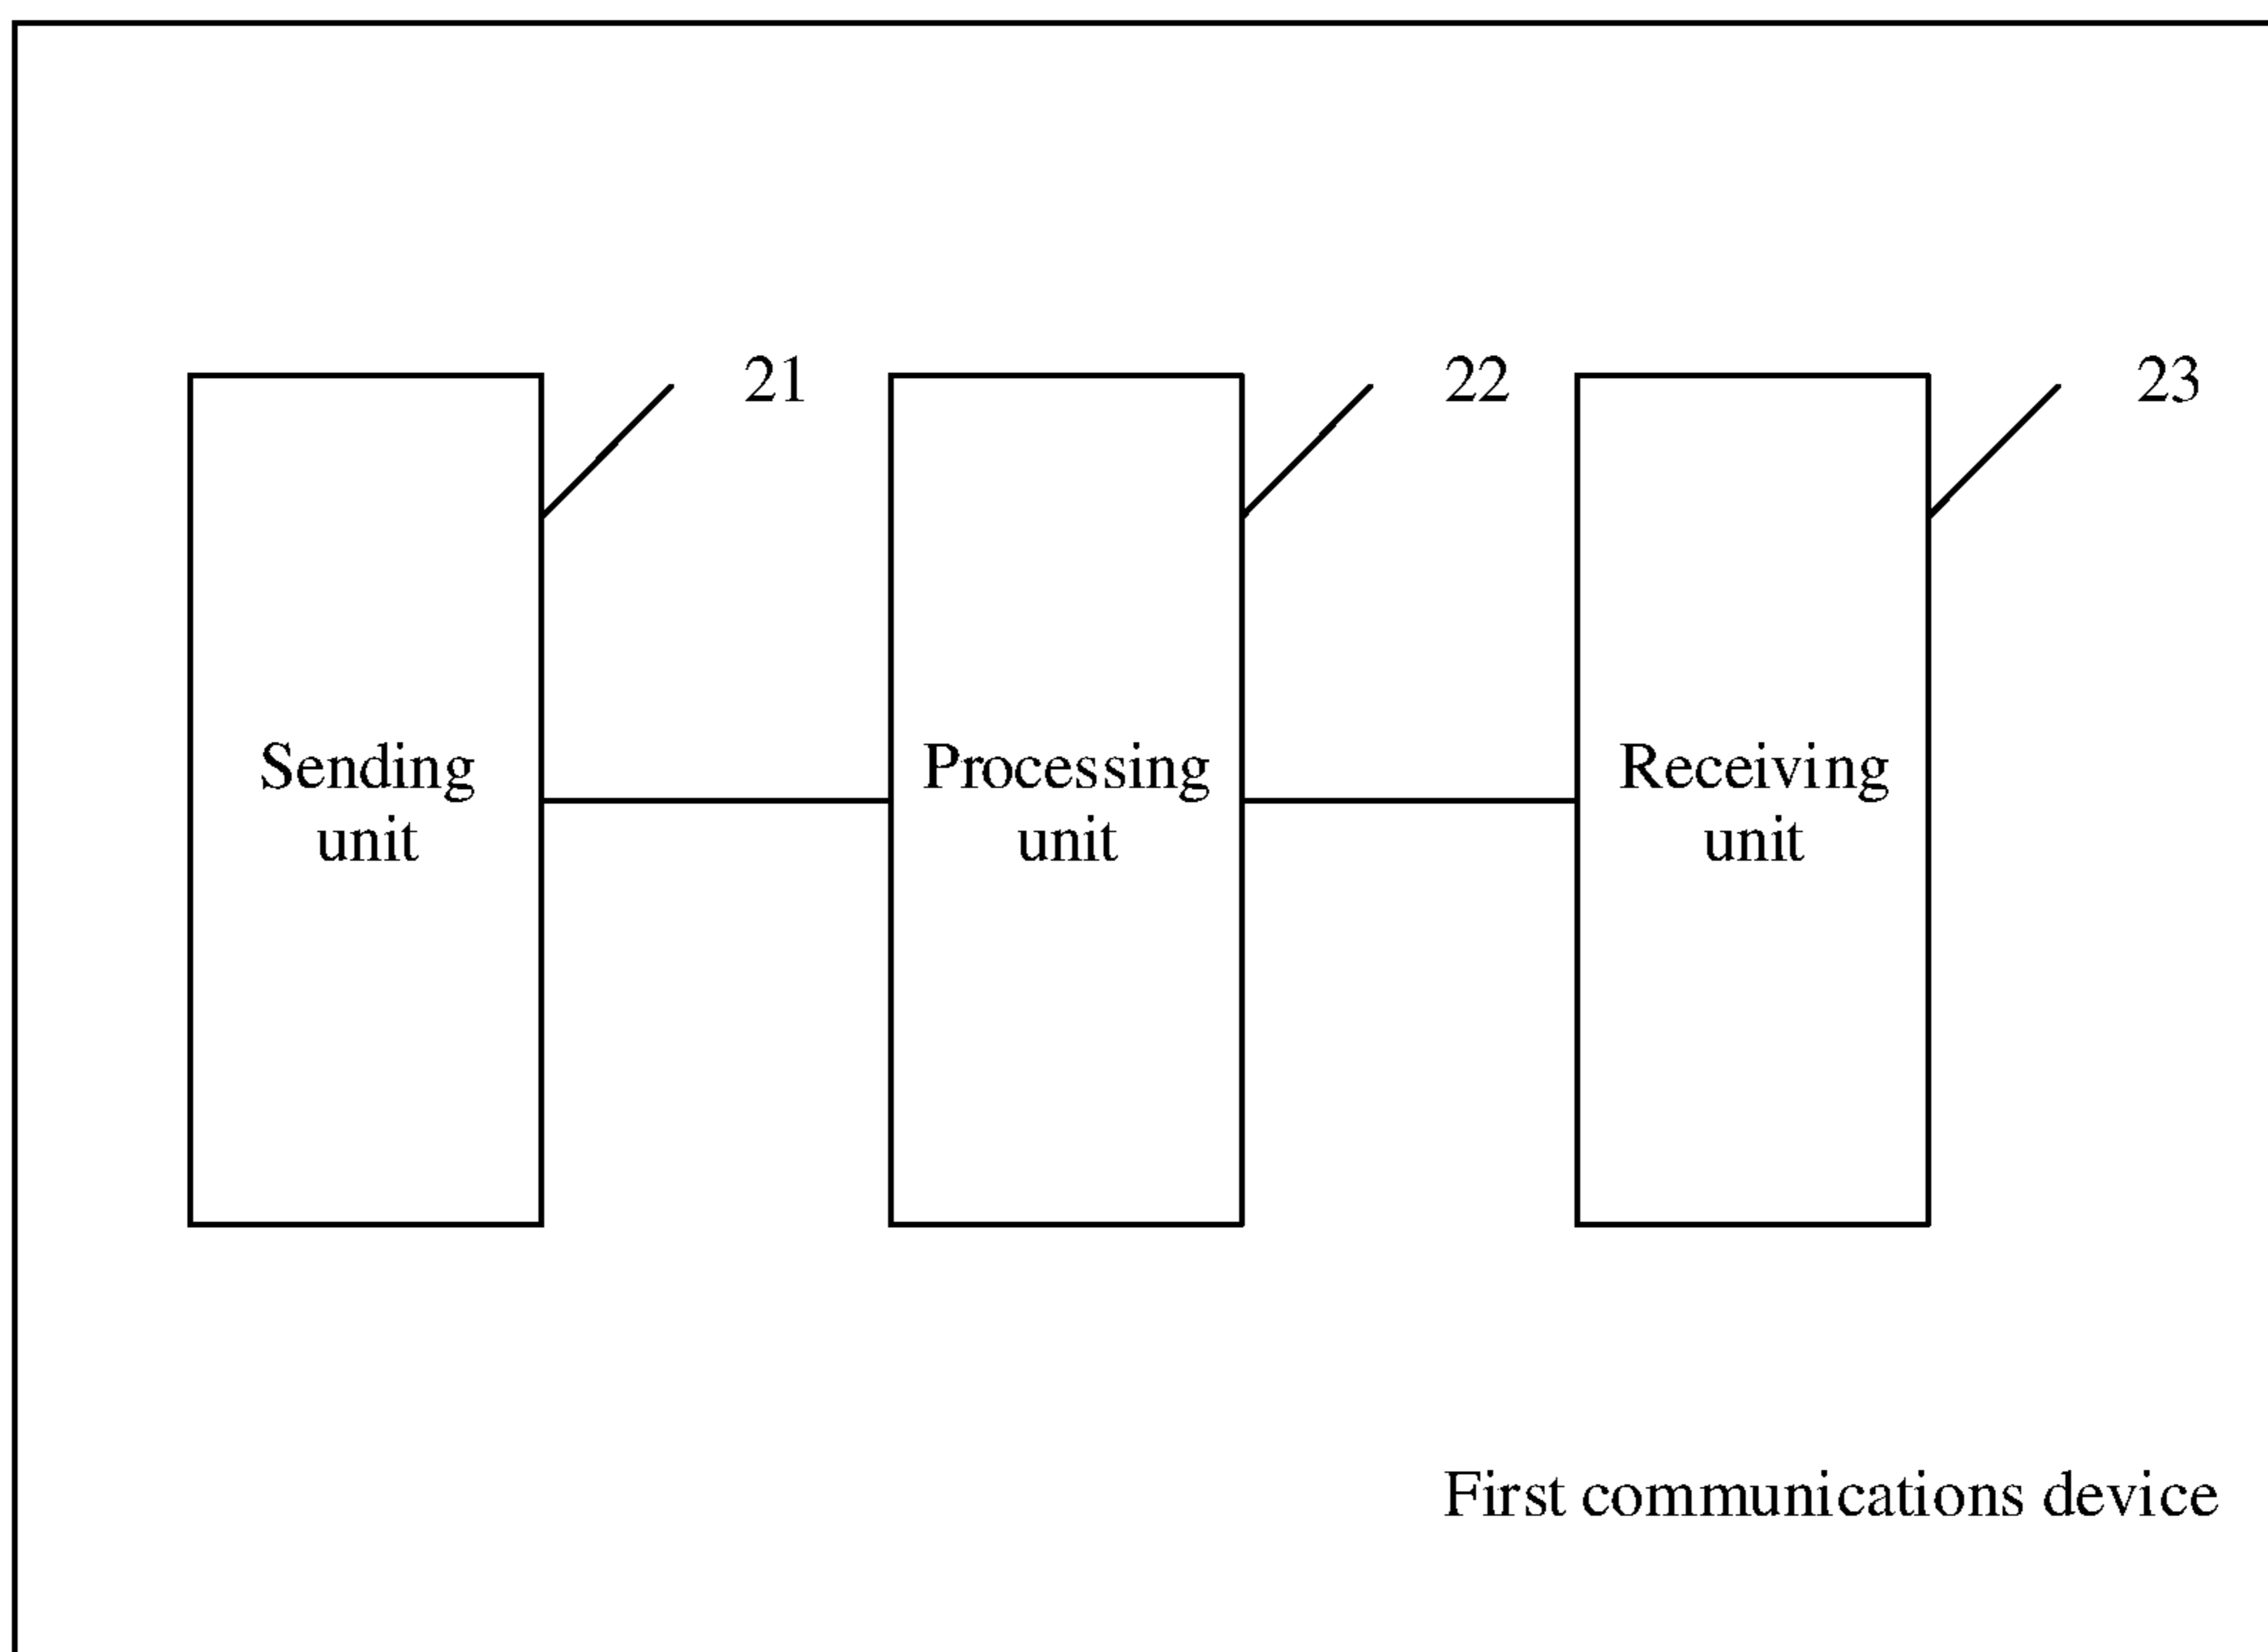 21
22
23
Sending
unit
Processing
unit
Receiving
unit
First communications device